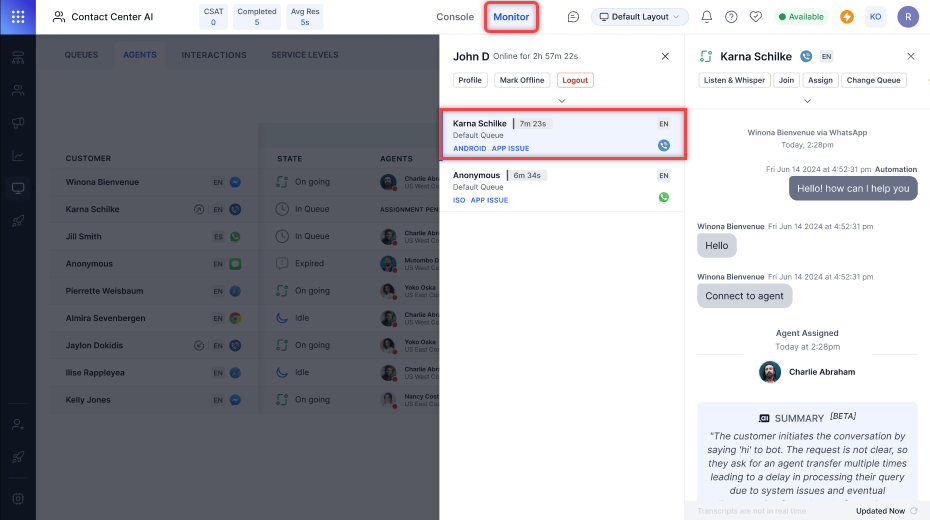 Contact Center AI
CSAT
0
Completed
5
Avg Res
5s
Console
Monitor
Default Layout
Available
KO
R
QUEUES
AGENTS
INTERACTIONS
SERVICE LEVELS
CUSTOMER
STATE
AGENTS
Winona Bienvenue
EN
On going
Charlie Abra
US West Co
Karna Schilke
EN
In Queue
ASSIGNMENT PEN
Jill Smith
ES
In Queue
Charlie Abra
US West Co
Anonymous
EN
Expired
Mutombo D
US East Co
Pierrette Weisbaum
EN
On going
Yoko Oska
US East Co
Almira Sevenbergen
EN
Idle
Charlie Abra
US West Co
Jaylon Dokidis
EN
On going
Yoko Oska
US East Co
Ilise Rappleyea
EN
Idle
Charlie Abra
US West Co
Kelly Jones
EN
On going
Nancy Cost
US East Co
John D Online for 2h 57m 22s
Profile
Mark Offline
Logout
Karna Schilke 7m 23s
EN
Default Queue
ANDROID APP ISSUE
Anonymous 6m 34s
EN
Default Queue
ISO APP ISSUE
Karna Schilke
EN
Listen & Whisper
Join
Assign
Change Queue
Winona Bienvenue via WhatsApp
Today, 2:28pm
Fri Jun 14 2024 at 4:52:31 pm Automation
Hello! how can I help you
Winona Bienvenue Fri Jun 14 2024 at 4:52:31 pm
Hello
Winona Bienvenue Fri Jun 14 2024 at 4:52:31 pm
Connect to agent
Agent Assigned
Today at 2:28pm
Charlie Abraham
SUMMARY [BETA]
"The customer initiates the conversation by
saying 'hi' to bot. The request is not clear, so
they ask for an agent transfer multiple times
leading to a delay in processing their query
due to system issues and eventual
Transcripts are not in real time
Updated Now